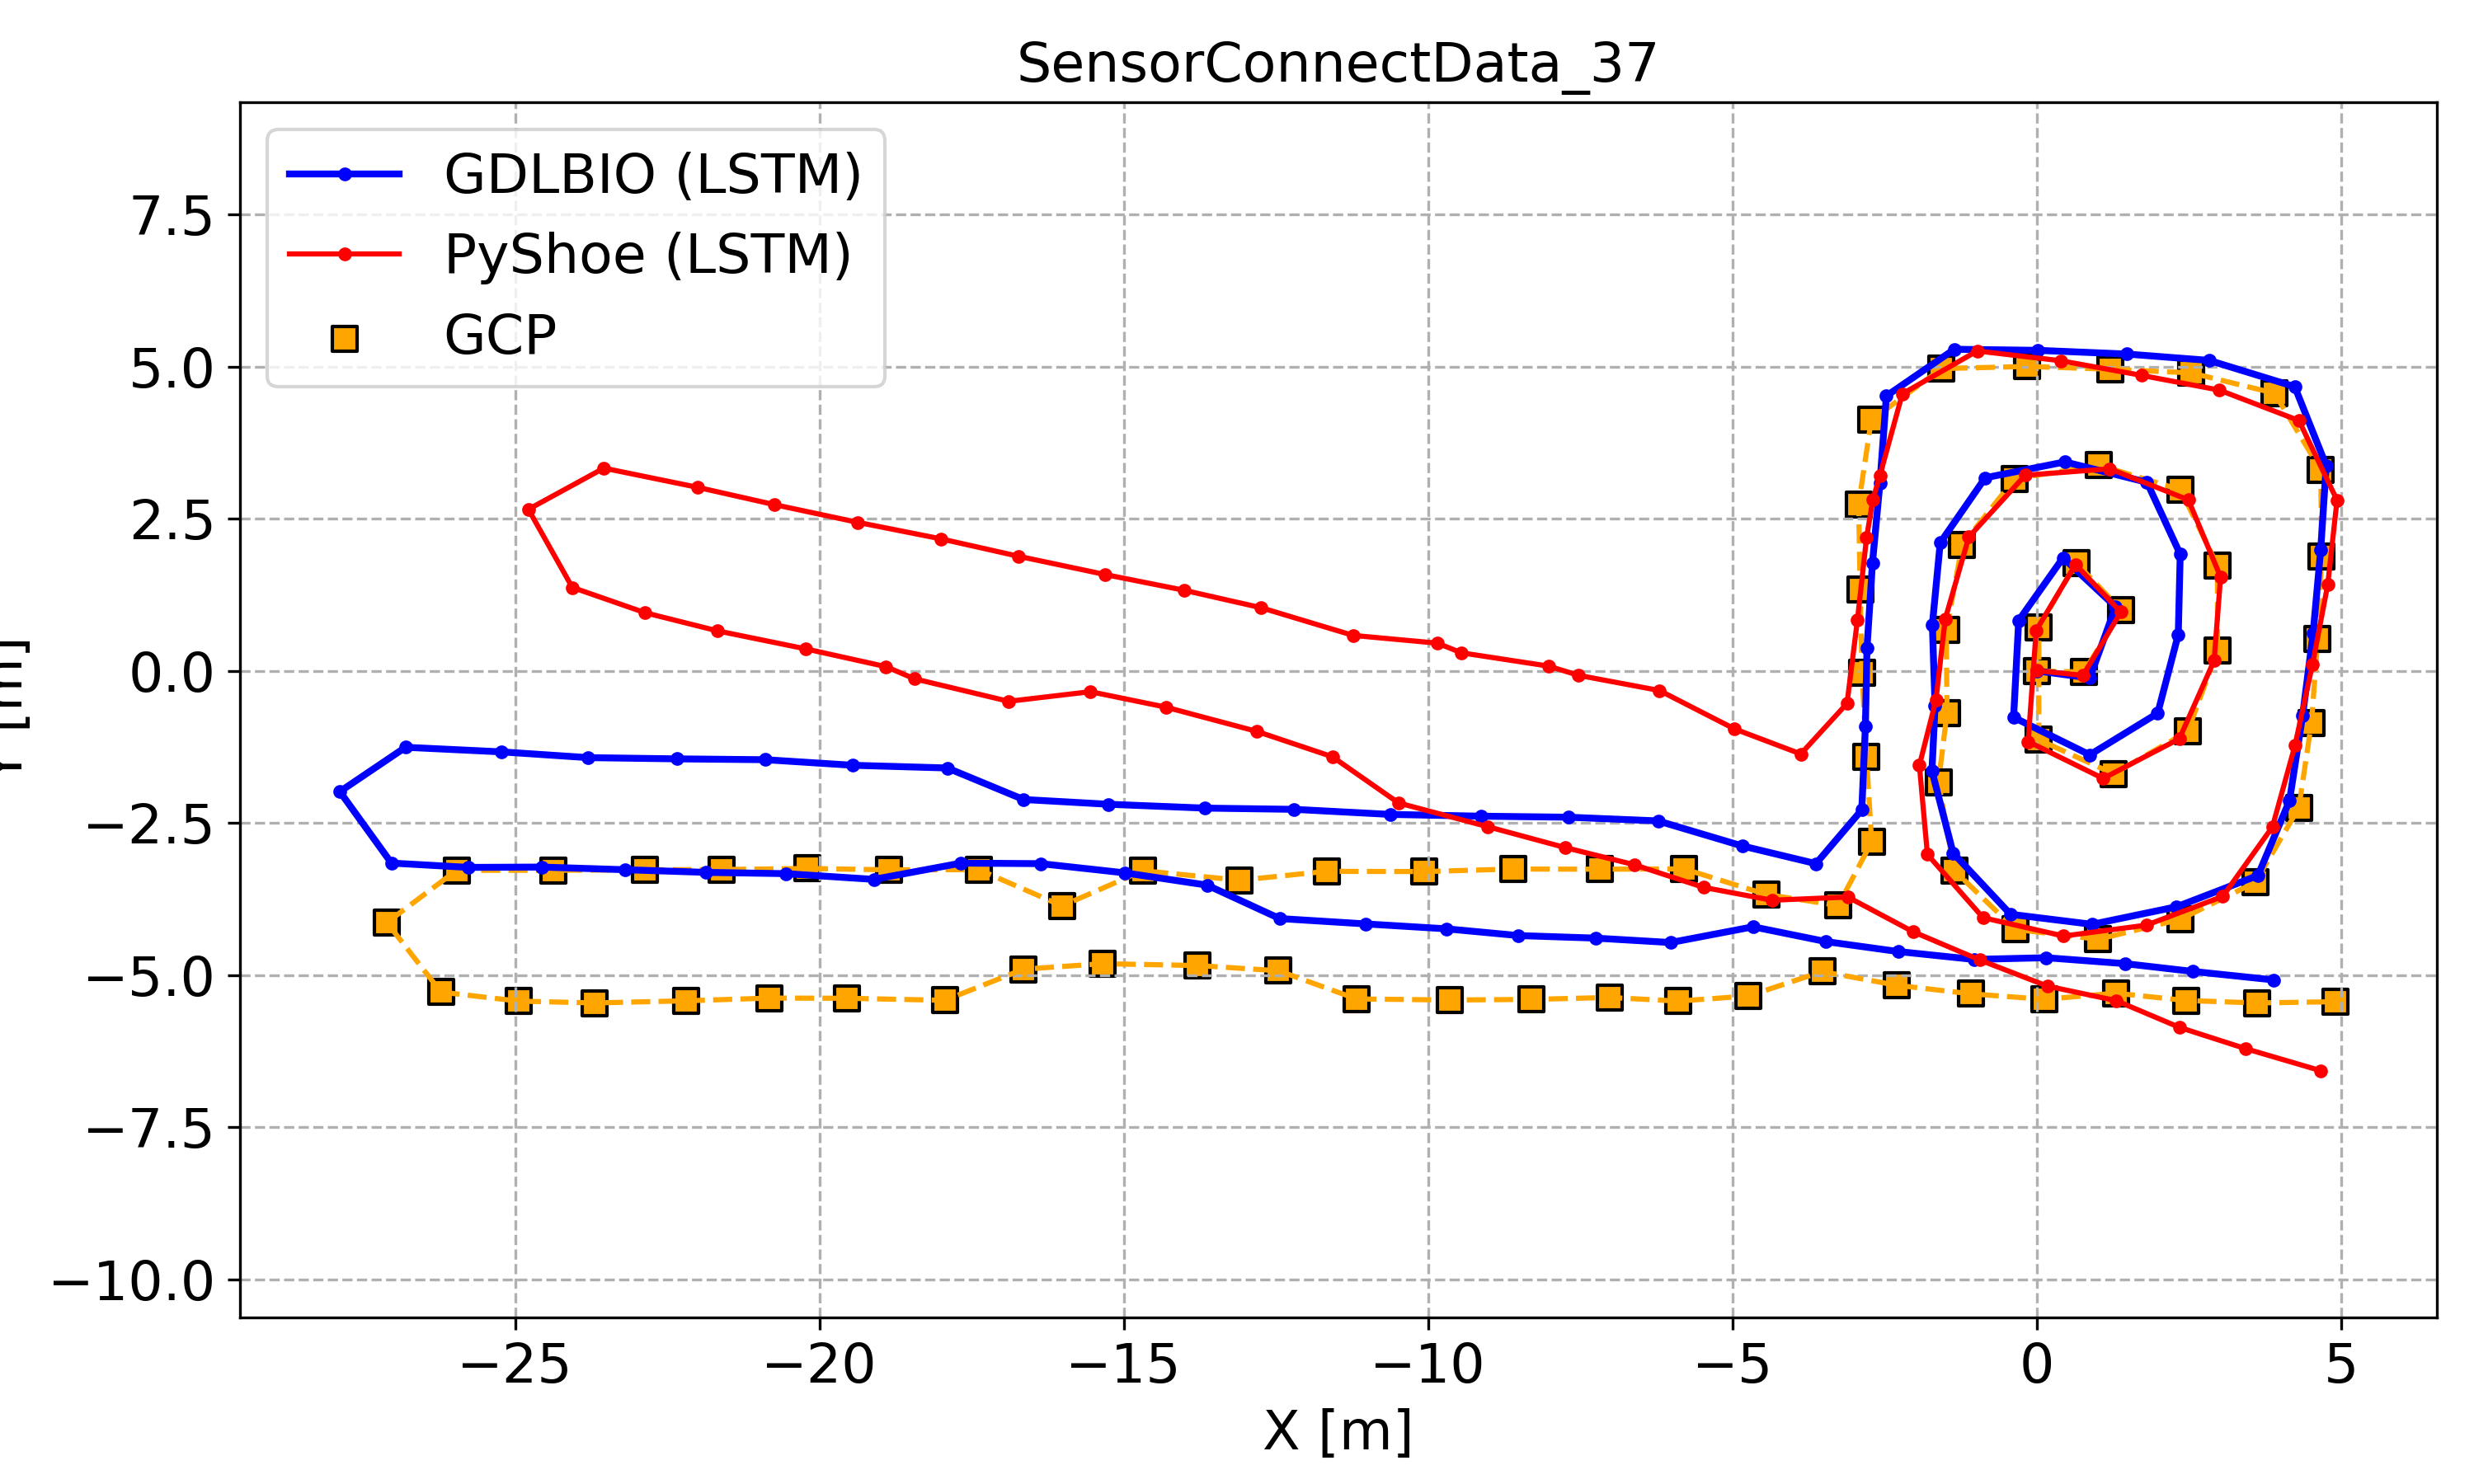 SensorConnectData_37
GDLBIO (LSTM)
PyShoe (LSTM)
GCP
7.5
5.0
2.5
0.0
−2.5
−5.0
−7.5
−10.0
Y [m]
−25
−20
−15
−10
−5
0
5
X [m]